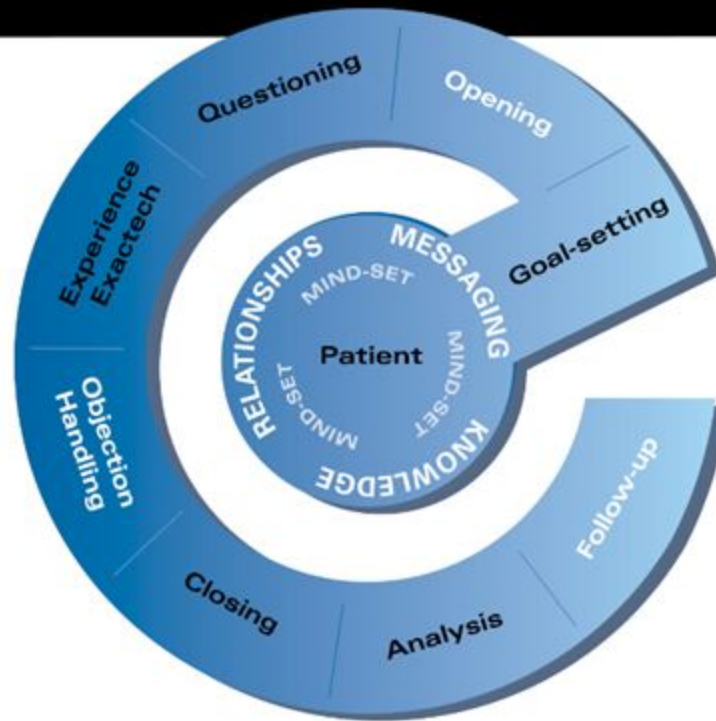 Goal-setting
Opening
Questioning
Experience
Exactech
Objection
Handling
Closing
Analysis
Follow-up
RELATIONSHIPS
MESSAGING
KNOWLEDGE
MIND-SET
MIND-SET
MIND-SET
Patient